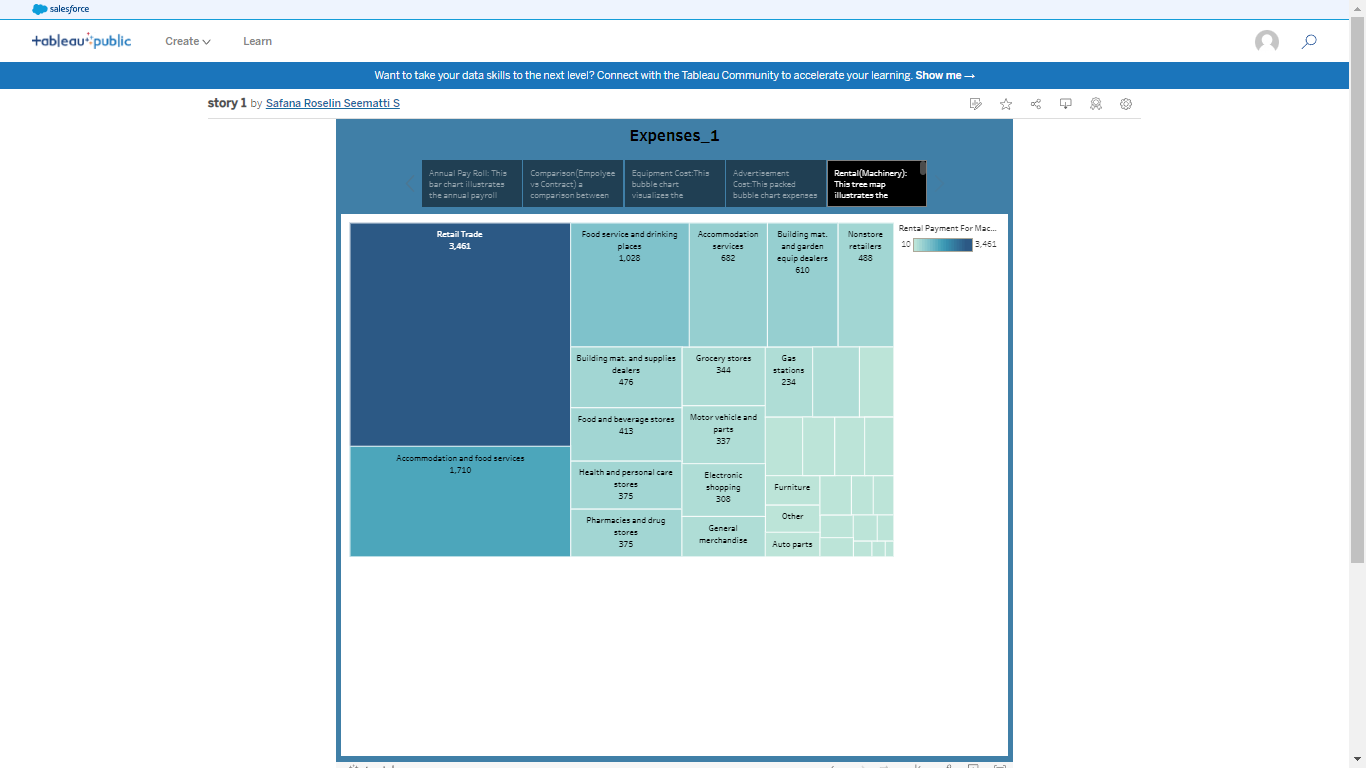 salesforce
tableau public
Create
Learn
Want to take your data skills to the next level? Connect with the Tableau Community to accelerate your learning. Show me →
story 1 by Safana Roselin Seematti S
Expenses_1
Annual Pay Roll: This
bar chart illustrates
the annual payroll
Comparison(Empolyee
vs Contract) a
comparison between
Equipment Cost:This
bubble chart
visualizes the
Advertisement
Cost:This packed
bubble chart expenses
Rental(Machinery):
This tree map
illustrates the
Retail Trade
3,461
Accommodation and food services
1,710
Food service and drinking
places
1,028
Accommodation
services
682
Building mat.
and garden
equip dealers
610
Nonstore
retailers
488
Building mat. and supplies
dealers
476
Food and beverage stores
413
Health and personal care
stores
375
Pharmacies and drug
stores
375
Grocery stores
344
Motor vehicle and
parts
337
Electronic
shopping
308
General
merchandise
Gas
stations
234
Furniture
Other
Auto parts
Rental Payment For Mac...
10
3,461